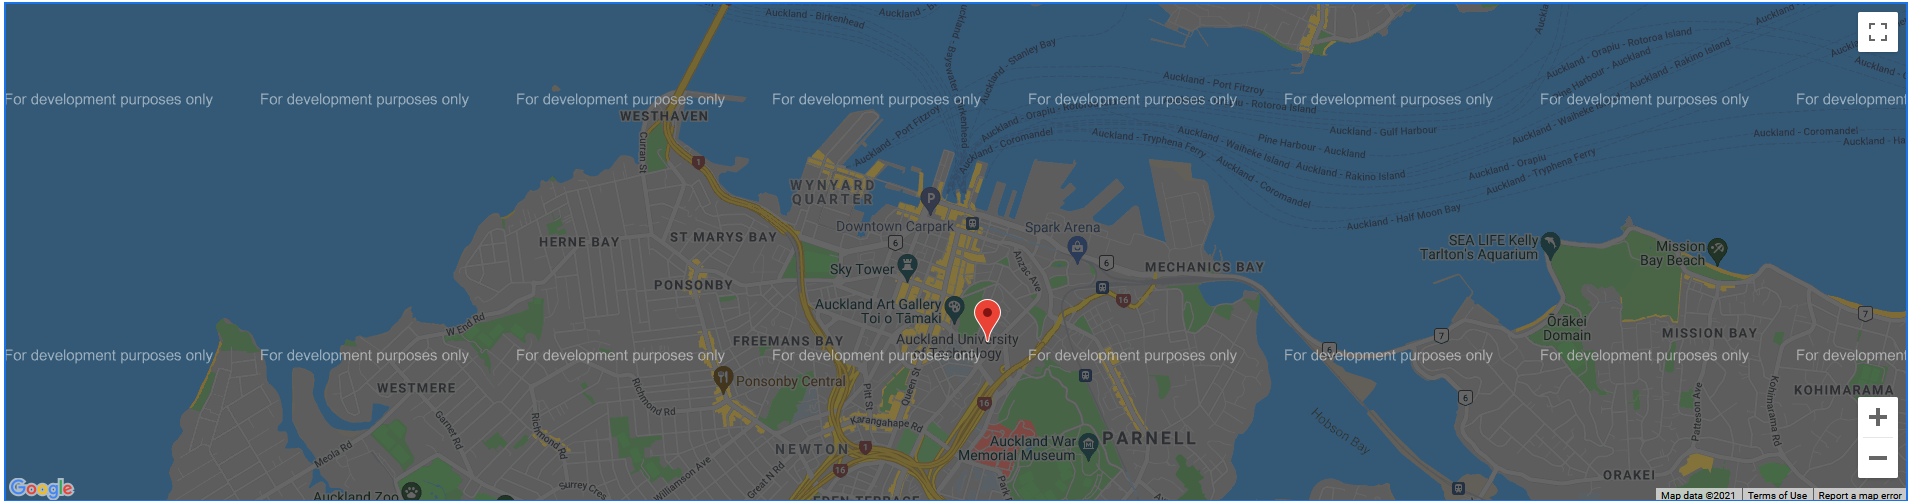 Auckland - Birkenhead
Auckland - Birkenhead
Auckland - Bayswater
Auckland - Stanley Bay
Auckland - Port Fitzroy
Auckland - Orapiu - Rotoroa Island
Pine Harbour - Auckland
Auckland - Rakino Island
For development purposes only
For development purposes only
For development purposes only
For development purposes only
For development purposes only
For development purposes only
For development purposes only
For development
WESTHAVEN
Curran St
1
Auckland - Port Fitzroy
Auckland - Coromandel
Auckland - Tryphena Ferry
Auckland - Waiheke Island
Pine Harbour - Auckland
Auckland - Gulf Harbour
Auckland - Rakino Island
Auckland - Coromandel
Auckland - Half Moon Bay
Auckland - Orapiu
Auckland - Tryphena Ferry
Auckland - Coromandel
WYNYARD
QUARTER
P
Downtown Carpark
Spark Arena
6
HERNE BAY
ST MARYS BAY
Sky Tower
Anzac Ave
6
MECHANICS BAY
SEA LIFE Kelly
Tarlton's Aquarium
Mission
Bay Beach
PONSONBY
16
Auckland Art Gallery
Toi o Tāmaki
W End Rd
FREEMANS BAY
Auckland University
of Technology
Ōrākei
Domain
MISSION BAY
7
7
For development purposes only
For development purposes only
For development purposes only
For development purposes only
For development purposes only
For development purposes only
For development purposes only
For development
WESTMERE
Richmond Rd
Ponsonby Central
Pitt St
Queen St
16
6
KOHIMARAMA
Garnet Rd
Richmond Rd
Karangahape Rd
Hobson Bay
Patteson Ave
Kohimarama Rd
Meola Rd
NEWTON
1
Auckland War
Memorial Museum
PARNELL
Williamson Ave
Great N Rd
16
ORAKEI
Surrey Cres
Auckland Zoo
EDEN TERRACE
Park
Google
Map data ©2021
Terms of Use
Report a map error